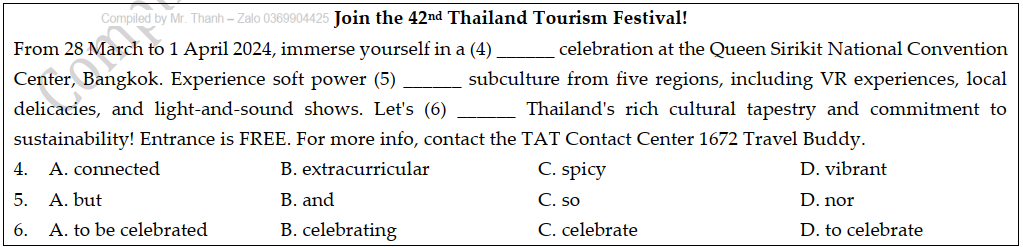 Compiled by Mr. Thanh – Zalo 0369904425 Join the 42nd Thailand Tourism Festival!
From 28 March to 1 April 2024, immerse yourself in a (4) ______ celebration at the Queen Sirikit National Convention
Center, Bangkok. Experience soft power (5) ______ subculture from five regions, including VR experiences, local
delicacies, and light-and-sound shows. Let's (6) ______ Thailand's rich cultural tapestry and commitment to
sustainability! Entrance is FREE. For more info, contact the TAT Contact Center 1672 Travel Buddy.
4. A. connected B. extracurricular C. spicy D. vibrant
5. A. but B. and C. so D. nor
6. A. to be celebrated B. celebrating C. celebrate D. to celebrate